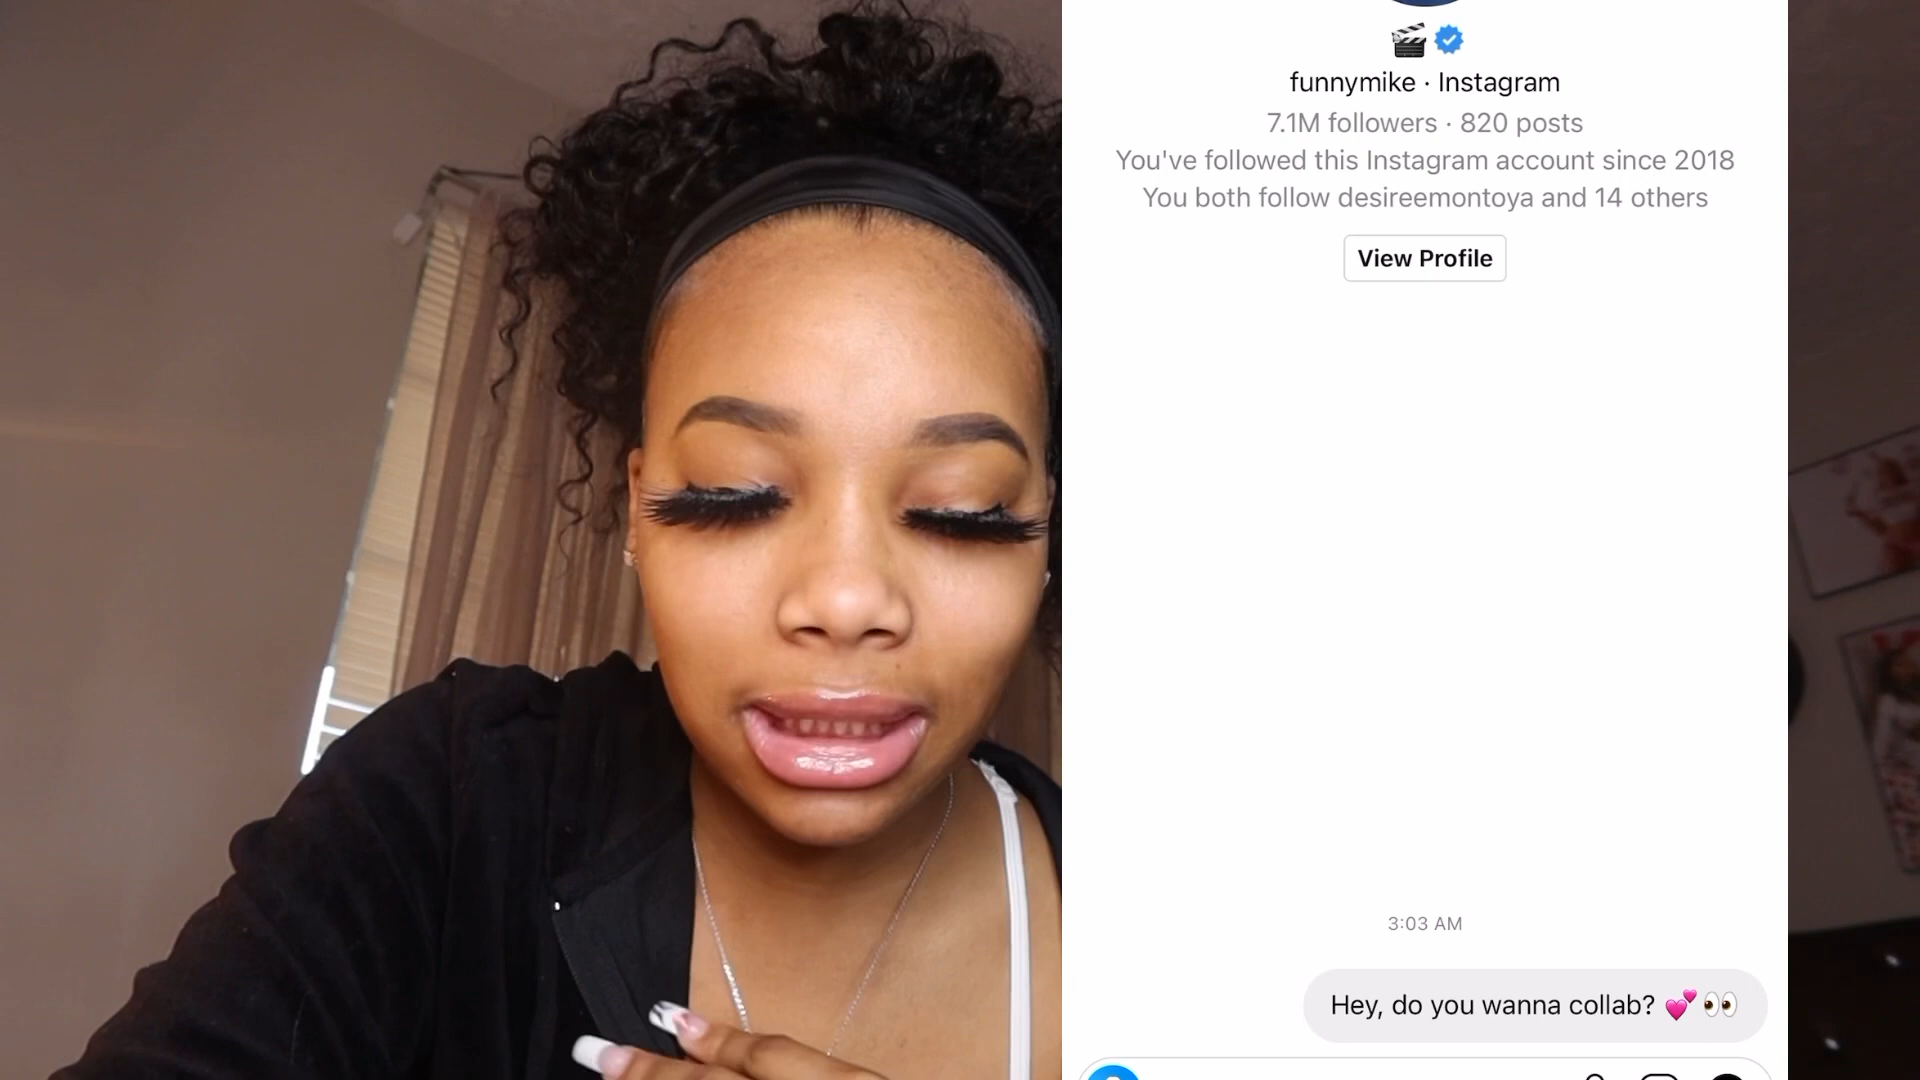 funnymike · Instagram
7.1M followers · 820 posts
You've followed this Instagram account since 2018
You both follow desireemontoya and 14 others
View Profile
3:03 AM
Hey, do you wanna collab? 💕👀